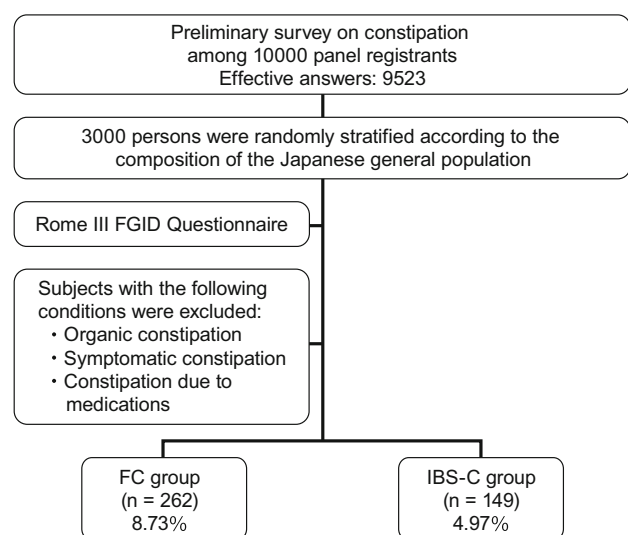 Preliminary survey on constipation
among 10000 panel registrants
Effective answers: 9523
3000 persons were randomly stratified according to the
composition of the Japanese general population
Rome III FGID Questionnaire
Subjects with the following
conditions were excluded:
・Organic constipation
・Symptomatic constipation
・Constipation due to
medications
FC group
(n = 262)
8.73%
IBS-C group
(n = 149)
4.97%